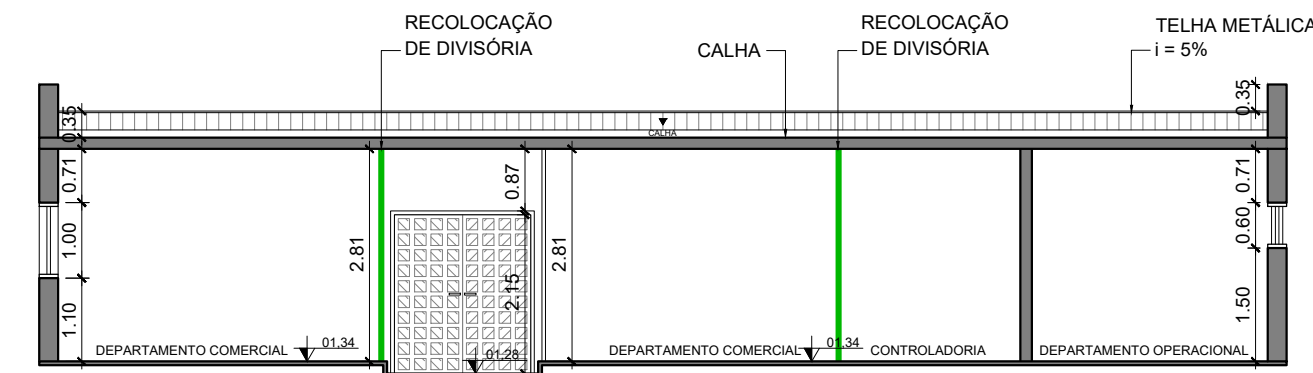 RECOLOCAÇÃO
DE DIVISÓRIA
CALHA
RECOLOCAÇÃO
DE DIVISÓRIA
TELHA METÁLICA
i = 5%
0.35
0.35
CALHA
0.71
1.00
1.10
2.81
0.87
2.15
2.81
0.71
0.60
1.50
DEPARTAMENTO COMERCIAL
01,34
01,28
DEPARTAMENTO COMERCIAL
01,34
CONTROLADORIA
DEPARTAMENTO OPERACIONAL